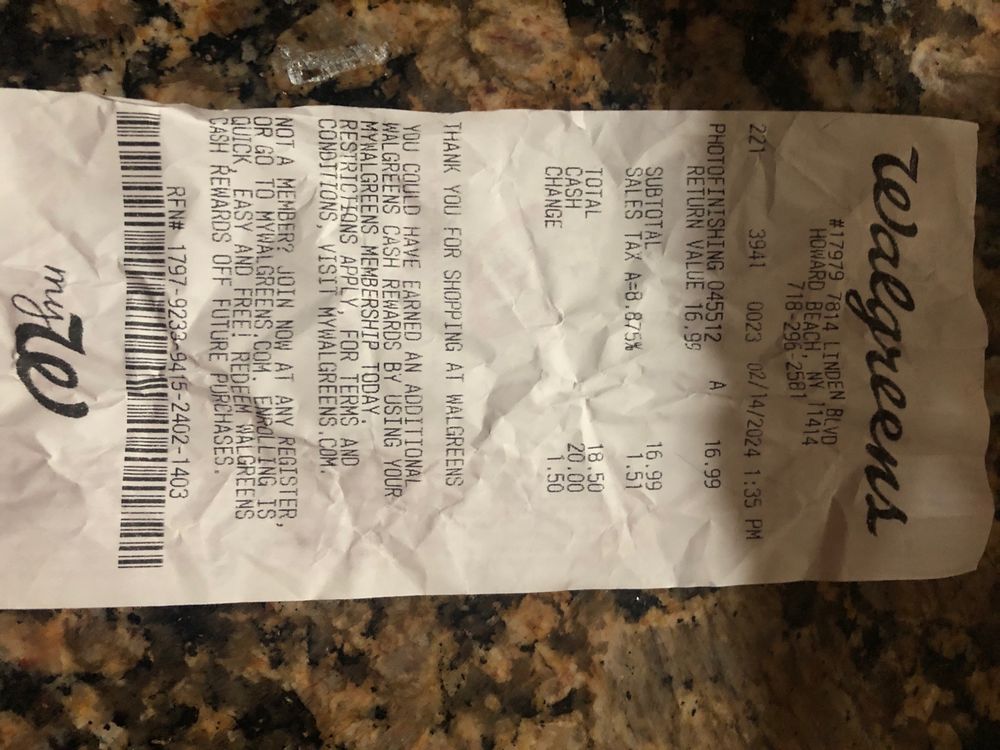 Walgreens
#17979 7814 LINDEN BLVD
HOWARD BEACH, NY 11414
718-296-2581
221 3941 0023 02/14/2024 1:35 PM
PHOTOFINISHING 045512 A 16.99
RETURN VALUE 16.99
SUBTOTAL 16.99
SALES TAX A=8.875% 1.51
TOTAL 18.50
CASH 20.00
CHANGE 1.50
THANK YOU FOR SHOPPING AT WALGREENS
YOU COULD HAVE EARNED AN ADDITIONAL
WALGREENS CASH REWARDS BY USING YOUR
MYWALGREENS MEMBERSHIP TODAY.
RESTRICTIONS APPLY, FOR TERMS AND
CONDITIONS, VISIT MYWALGREENS.COM.
NOT A MEMBER? JOIN NOW AT ANY REGISTER,
OR GO TO MYWALGREENS.COM. ENROLLING IS
QUICK, EASY AND FREE! REDEEM WALGREENS
CASH REWARDS OFF FUTURE PURCHASES.
RFN# 1797-9233-9415-2402-1403
myW